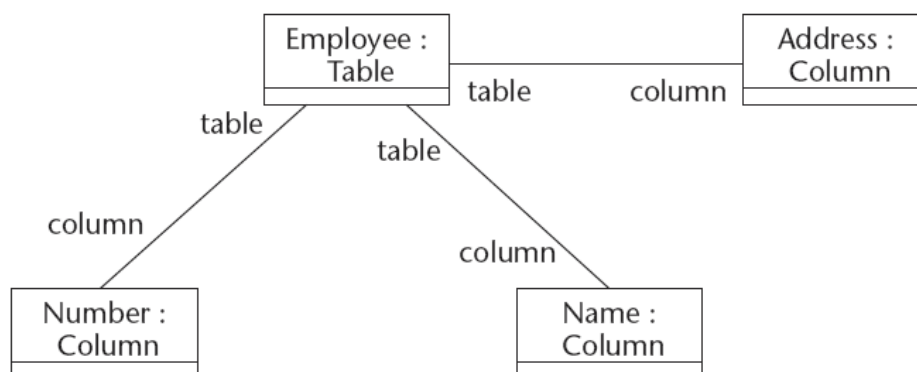 Employee :
Table
Address :
Column
table
column
table
table
column
column
Number :
Column
Name :
Column